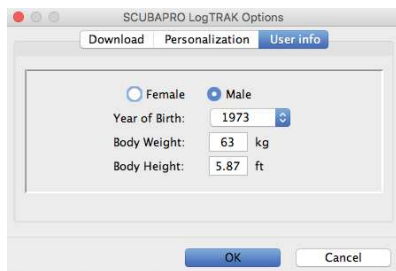 SCUBAPRO LogTRAK Options
Download Personalization User info
Female Male
Year of Birth: 1973
Body Weight: 63 kg
Body Height: 5.87 ft
OK Cancel